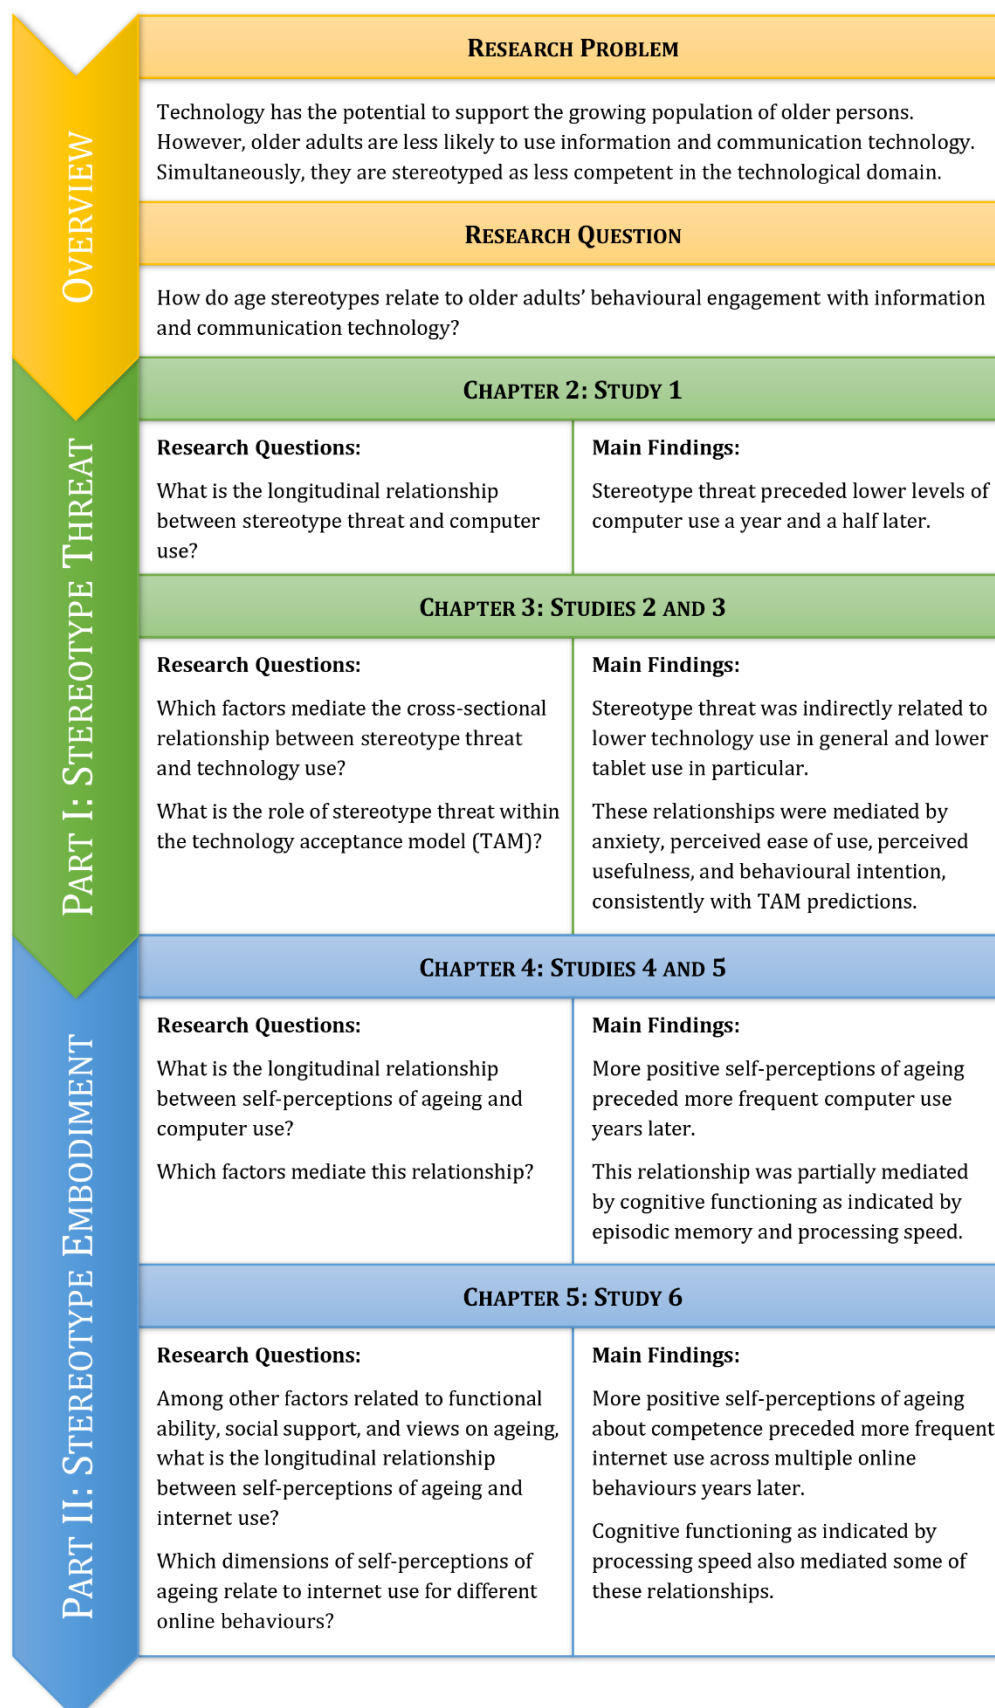 OVERVIEW
RESEARCH PROBLEM
Technology has the potential to support the growing population of older persons.
However, older adults are less likely to use information and communication technology.
Simultaneously, they are stereotyped as less competent in the technological domain.
RESEARCH QUESTION
How do age stereotypes relate to older adults’ behavioural engagement with information
and communication technology?
PART I: STEREOTYPE THREAT
CHAPTER 2: STUDY 1
Research Questions:
What is the longitudinal relationship
between stereotype threat and computer
use?
Main Findings:
Stereotype threat preceded lower levels of
computer use a year and a half later.
CHAPTER 3: STUDIES 2 AND 3
Research Questions:
Which factors mediate the cross-sectional
relationship between stereotype threat
and technology use?
What is the role of stereotype threat within
the technology acceptance model (TAM)?
Main Findings:
Stereotype threat was indirectly related to
lower technology use in general and lower
tablet use in particular.
These relationships were mediated by
anxiety, perceived ease of use, perceived
usefulness, and behavioural intention,
consistently with TAM predictions.
PART II: STEREOTYPE EMBODIMENT
CHAPTER 4: STUDIES 4 AND 5
Research Questions:
What is the longitudinal relationship
between self-perceptions of ageing and
computer use?
Which factors mediate this relationship?
Main Findings:
More positive self-perceptions of ageing
preceded more frequent computer use
years later.
This relationship was partially mediated
by cognitive functioning as indicated by
episodic memory and processing speed.
CHAPTER 5: STUDY 6
Research Questions:
Among other factors related to functional
ability, social support, and views on ageing,
what is the longitudinal relationship
between self-perceptions of ageing and
internet use?
Which dimensions of self-perceptions of
ageing relate to internet use for different
online behaviours?
Main Findings:
More positive self-perceptions of ageing
about competence preceded more frequent
internet use across multiple online
behaviours years later.
Cognitive functioning as indicated by
processing speed also mediated some of
these relationships.